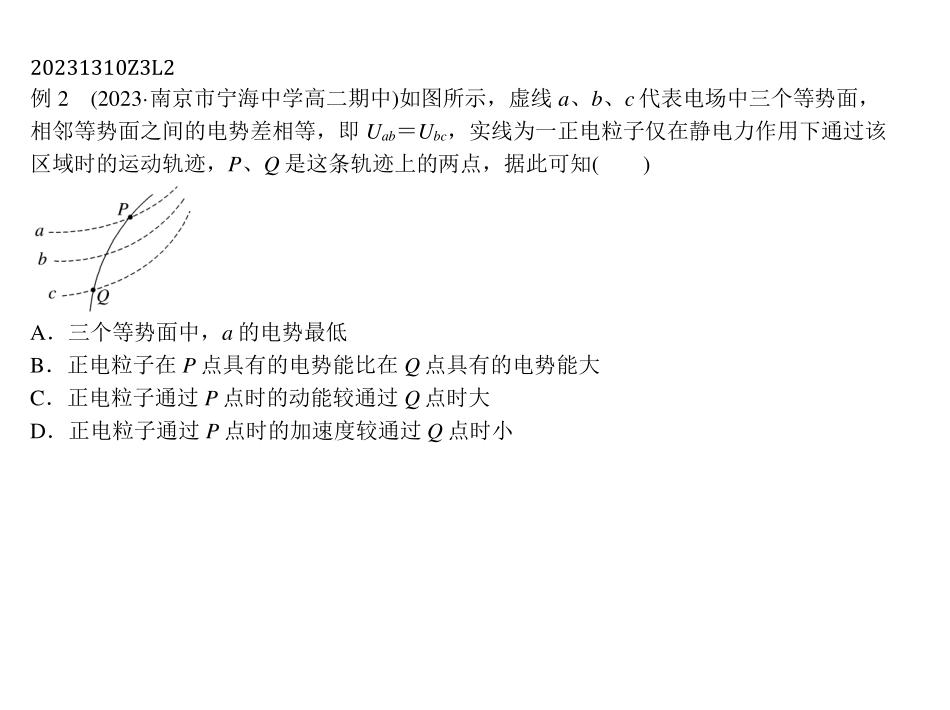 20231310Z3L2
例 2　(2023·南京市宁海中学高二期中)如图所示，虚线 a、b、c 代表电场中三个等势面，
相邻等势面之间的电势差相等，即 Uab＝Ubc，实线为一正电粒子仅在静电力作用下通过该
区域时的运动轨迹，P、Q 是这条轨迹上的两点，据此可知(　　)
P
a
b
c
Q
A．三个等势面中，a 的电势最低
B．正电粒子在 P 点具有的电势能比在 Q 点具有的电势能大
C．正电粒子通过 P 点时的动能较通过 Q 点时大
D．正电粒子通过 P 点时的加速度较通过 Q 点时小